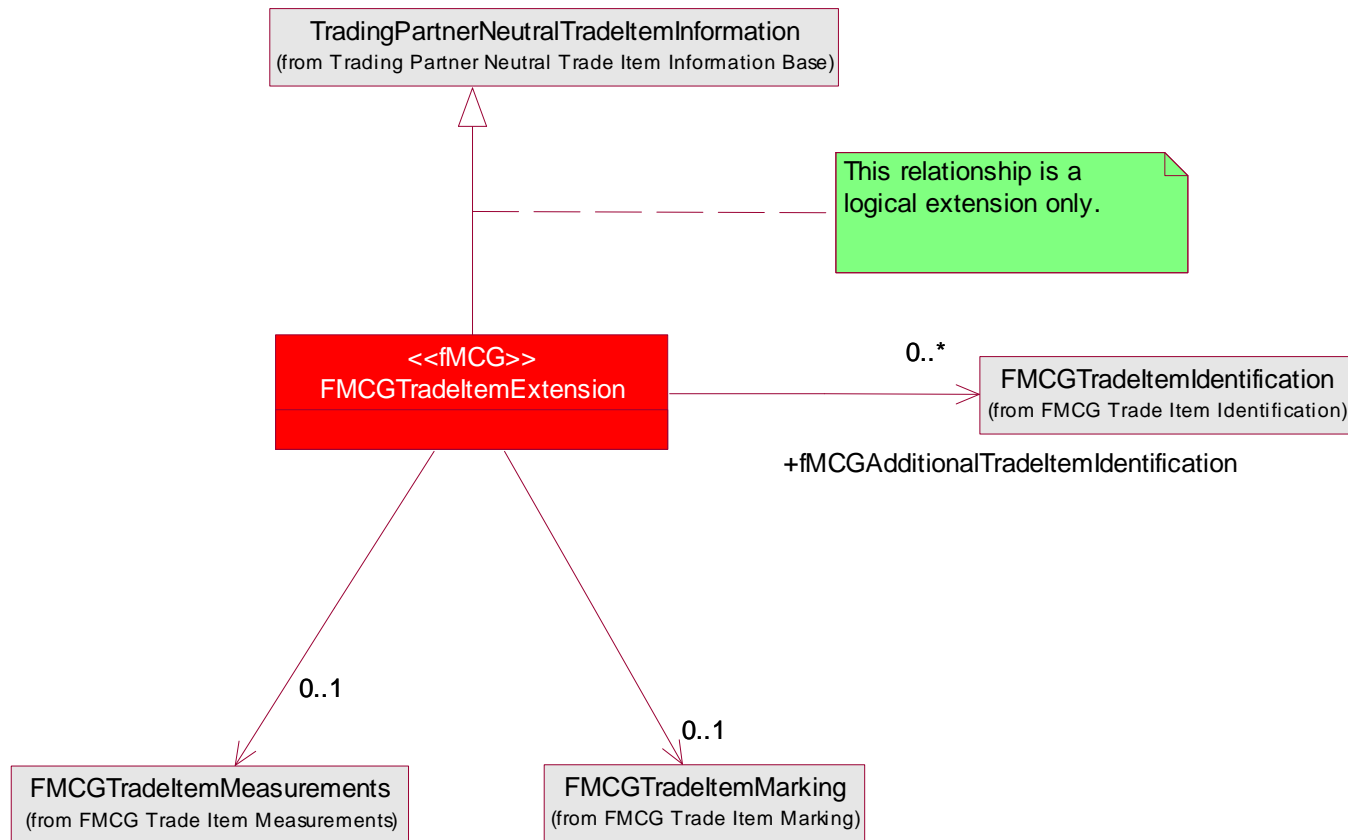 TradingPartnerNeutralTradeItemInformation
(from Trading Partner Neutral Trade Item Information Base)
This relationship is a
logical extension only.
<<fMCG>>
FMCGTradeItemExtension
0..*
FMCGTradeItemIdentification
(from FMCG Trade Item Identification)
+fMCGAdditionalTradeItemIdentification
0..1
0..1
FMCGTradeItemMeasurements
(from FMCG Trade Item Measurements)
FMCGTradeItemMarking
(from FMCG Trade Item Marking)